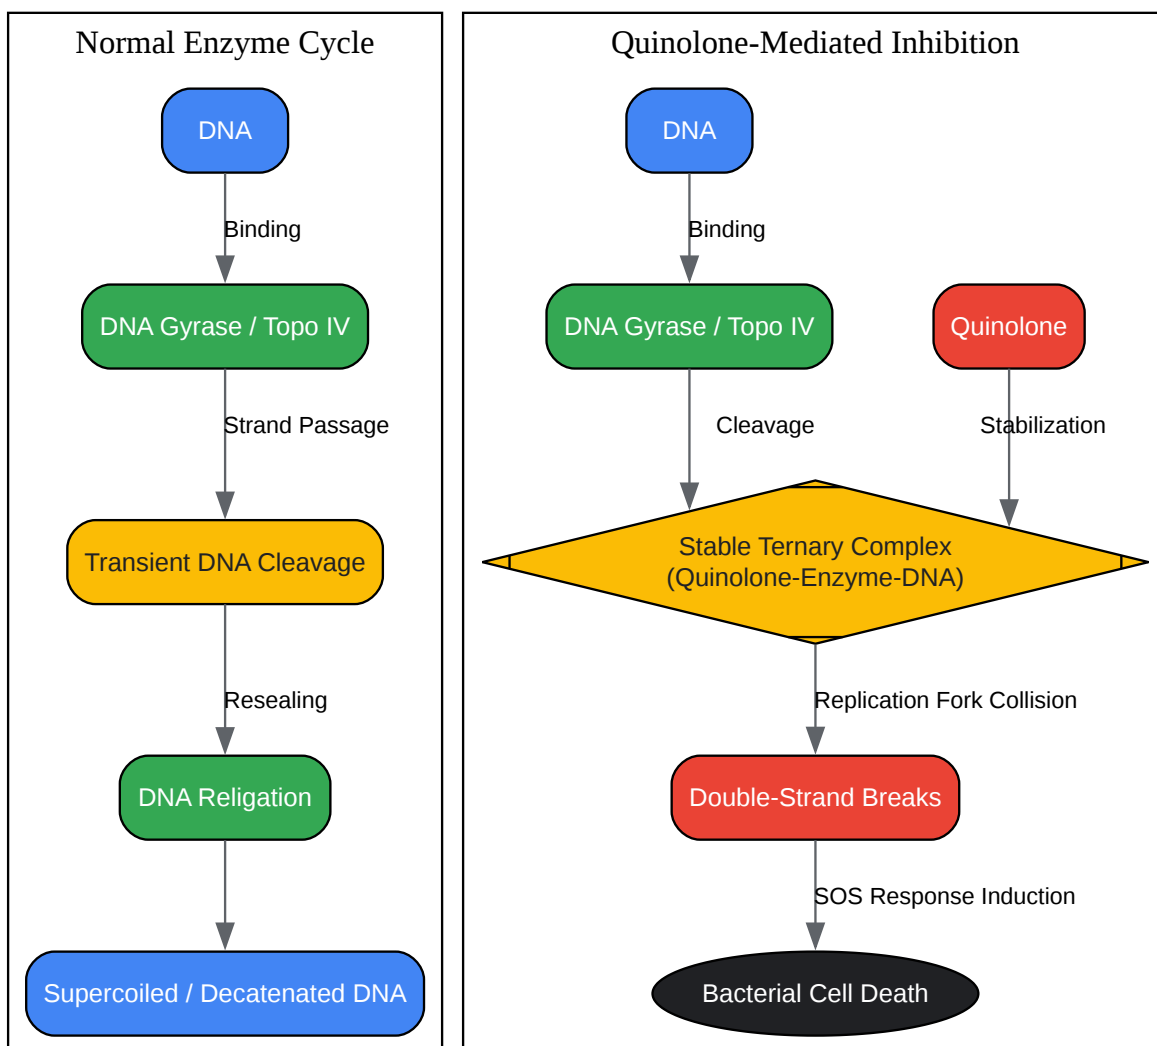 Normal Enzyme Cycle
DNA
Binding
DNA Gyrase / Topo IV
Strand Passage
Transient DNA Cleavage
Resealing
DNA Religation
Supercoiled / Decatenated DNA
Quinolone-Mediated Inhibition
DNA
Binding
DNA Gyrase / Topo IV
Quinolone
Cleavage
Stabilization
Stable Ternary Complex
(Quinolone-Enzyme-DNA)
Replication Fork Collision
Double-Strand Breaks
SOS Response Induction
Bacterial Cell Death